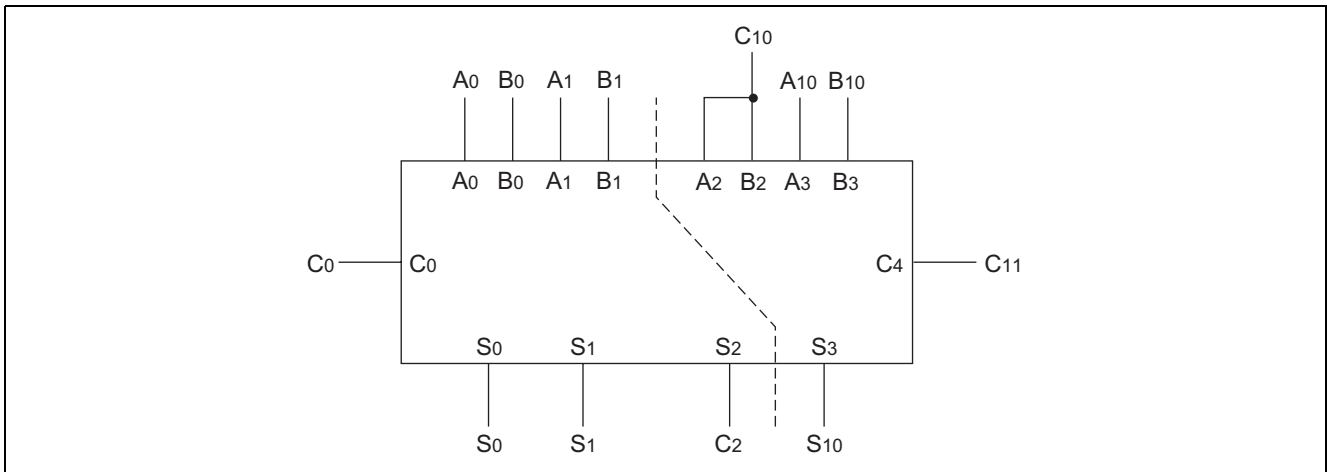 C10
A0 B0 A1 B1 A10 B10
A0 B0 A1 B1 A2 B2 A3 B3
C0 C0 C4 C11
S0 S1 S2 S3
S0 S1 C2 S10